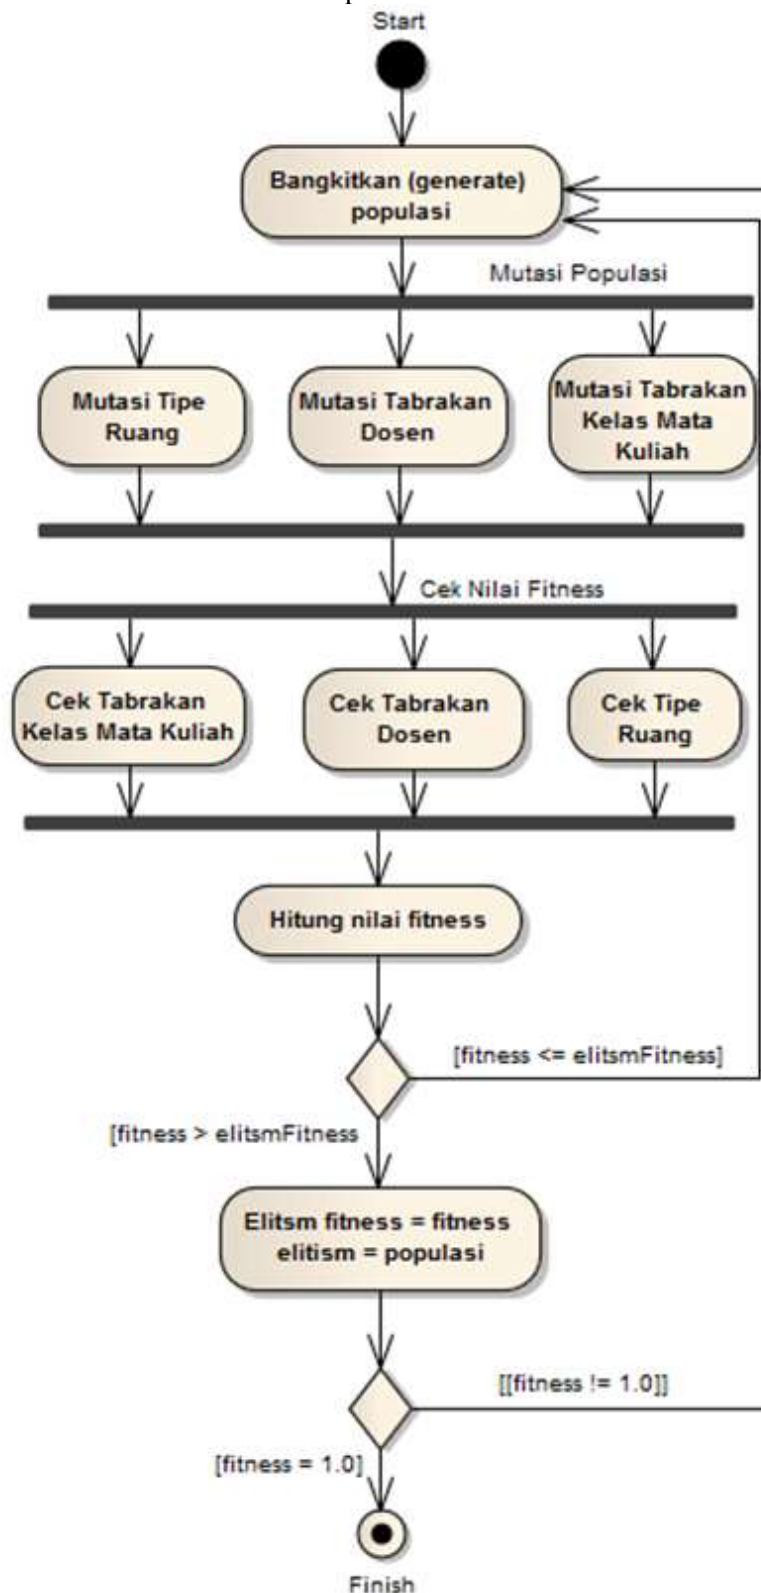 Start
Bangkitkan (generate)
populasi
Mutasi Populasi
Mutasi Tipe
Ruang
Mutasi Tabrakan
Dosen
Mutasi Tabrakan
Kelas Mata
Kuliah
Cek Nilai Fitness
Cek Tabrakan
Kelas Mata Kuliah
Cek Tabrakan
Dosen
Cek Tipe
Ruang
Hitung nilai fitness
[fitness <= elitsmFitness]
[fitness > elitsmFitness
Elitsm fitness = fitness
elitism = populasi
[[fitness != 1.0]]
[fitness = 1.0]
Finish